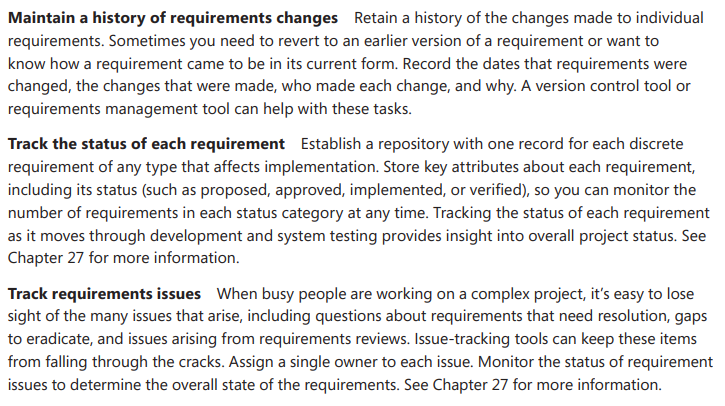 Maintain a history of requirements changes Retain a history of the changes made to individual
requirements. Sometimes you need to revert to an earlier version of a requirement or want to
know how a requirement came to be in its current form. Record the dates that requirements were
changed, the changes that were made, who made each change, and why. A version control tool or
requirements management tool can help with these tasks.
Track the status of each requirement Establish a repository with one record for each discrete
requirement of any type that affects implementation. Store key attributes about each requirement,
including its status (such as proposed, approved, implemented, or verified), so you can monitor the
number of requirements in each status category at any time. Tracking the status of each requirement
as it moves through development and system testing provides insight into overall project status. See
Chapter 27 for more information.
Track requirements issues When busy people are working on a complex project, it’s easy to lose
sight of the many issues that arise, including questions about requirements that need resolution, gaps
to eradicate, and issues arising from requirements reviews. Issue-tracking tools can keep these items
from falling through the cracks. Assign a single owner to each issue. Monitor the status of requirement
issues to determine the overall state of the requirements. See Chapter 27 for more information.